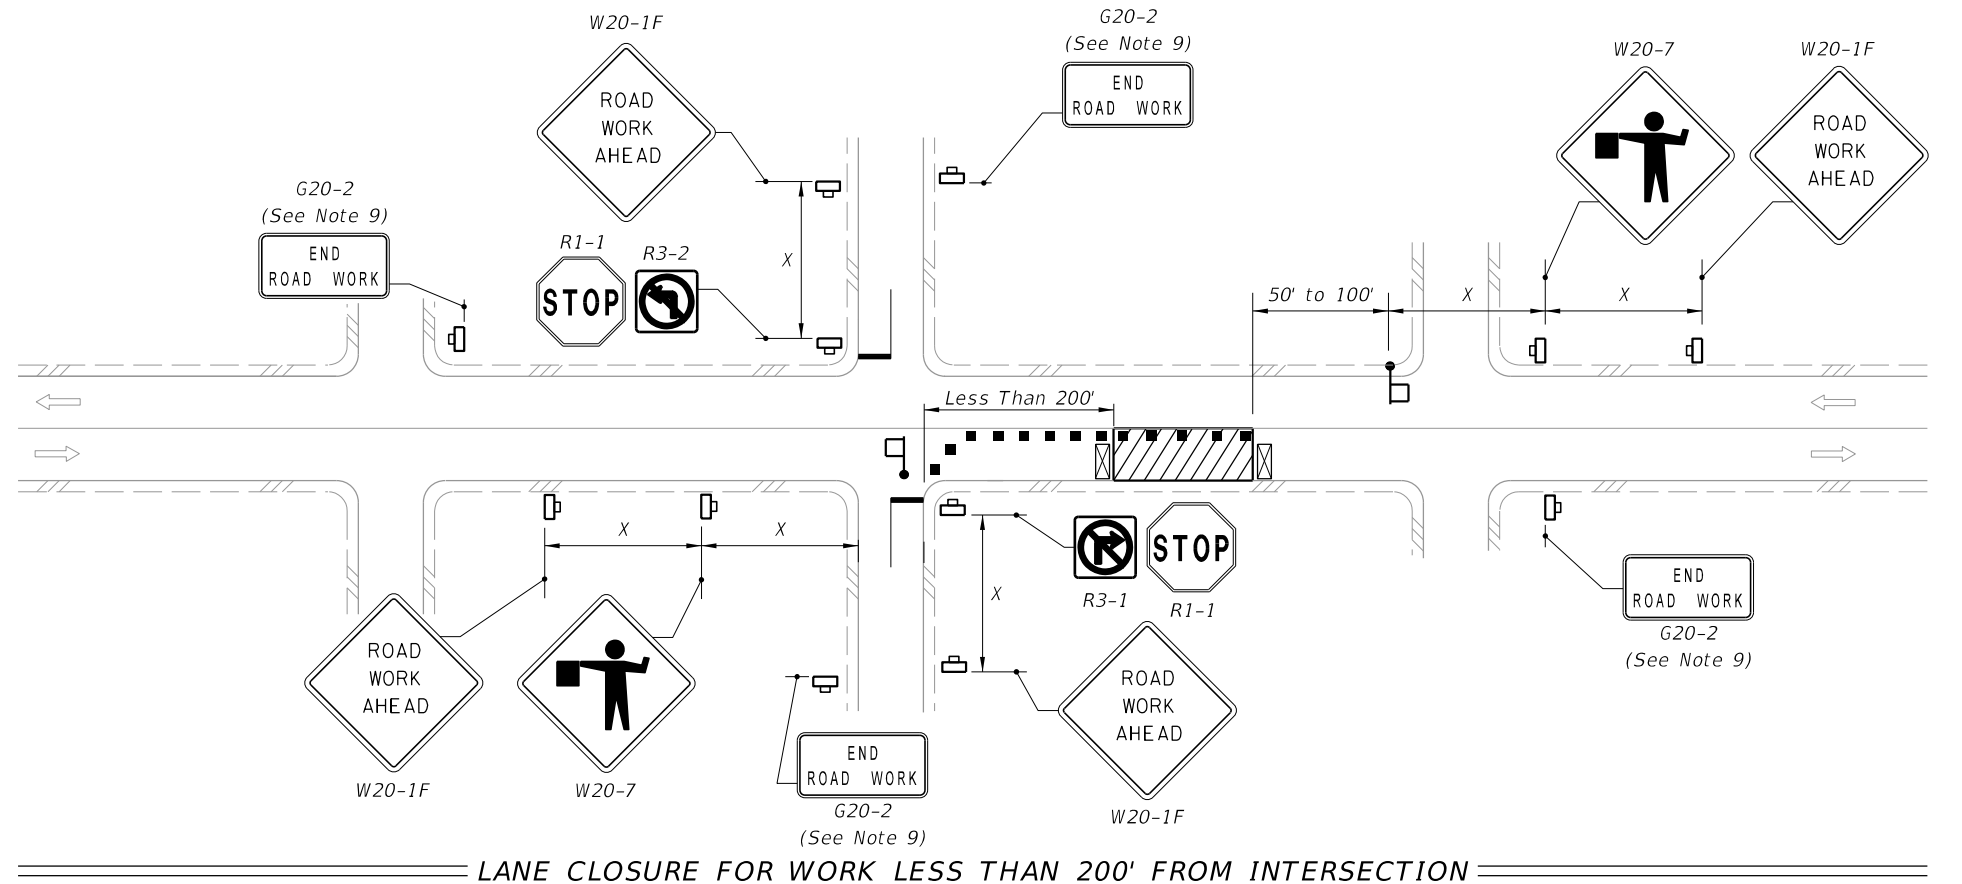 W20-1F
ROAD
WORK
AHEAD
G20-2
(See Note 9)
END
ROAD WORK
W20-7
W20-1F
ROAD
WORK
AHEAD
G20-2
(See Note 9)
END
ROAD WORK
R1-1
STOP
R3-2
X
50' to 100'
X
X
Less Than 200'
X
X
X
R3-1
STOP
R1-1
END
ROAD WORK
G20-2
(See Note 9)
ROAD
WORK
AHEAD
W20-1F
W20-7
END
ROAD WORK
G20-2
(See Note 9)
ROAD
WORK
AHEAD
W20-1F
LANE CLOSURE FOR WORK LESS THAN 200' FROM INTERSECTION